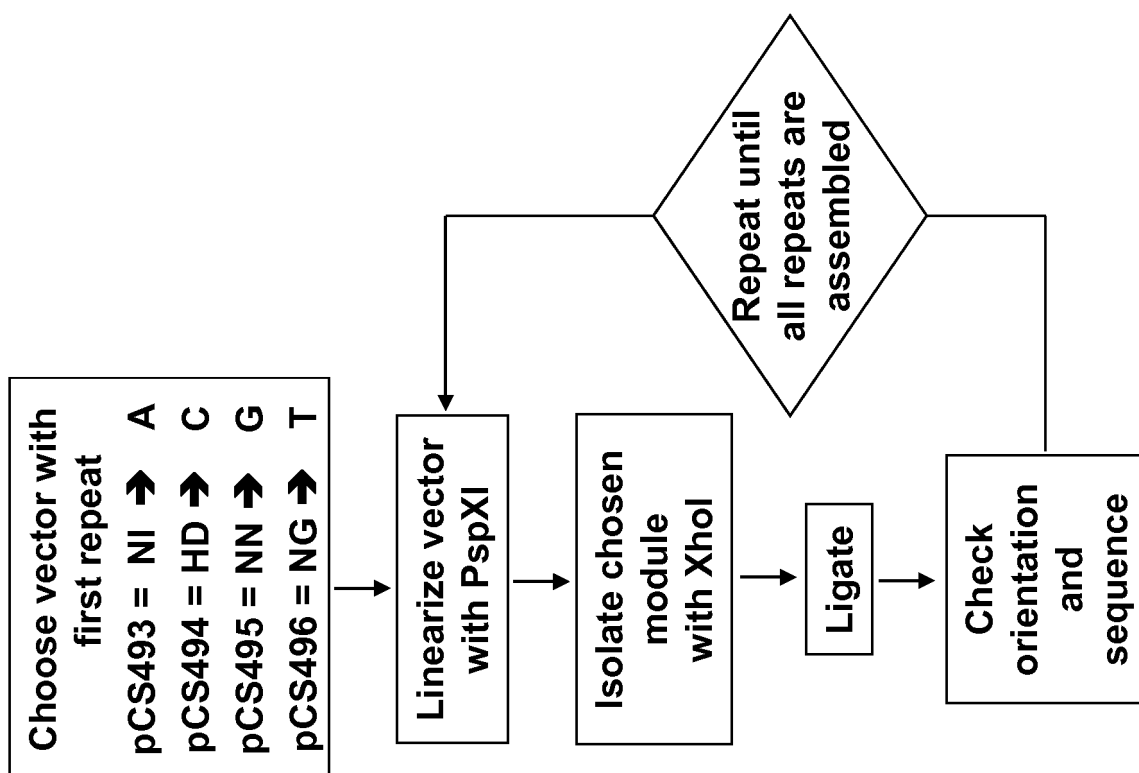 Choose vector with
first repeat
pCS493 = NI ➔ A
pCS494 = HD ➔ C
pCS495 = NN ➔ G
pCS496 = NG ➔ T
Linearize vector
with PspXI
Isolate chosen
module
with XhoI
Ligate
Check
orientation
and
sequence
Repeat until
all repeats are
assembled